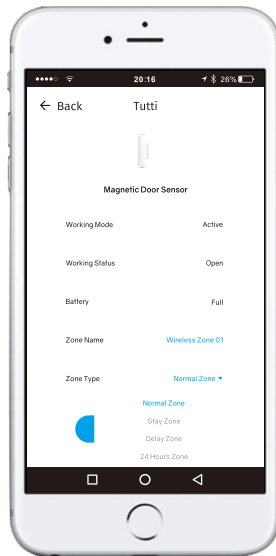 20:16 26%
← Back Tutti
Magnetic Door Sensor
Working Mode Active
Working Status Open
Battery Full
Zone Name Wireless Zone 01
Zone Type Normal Zone ▾
Normal Zone
Stay Zone
Delay Zone
24 Hours Zone